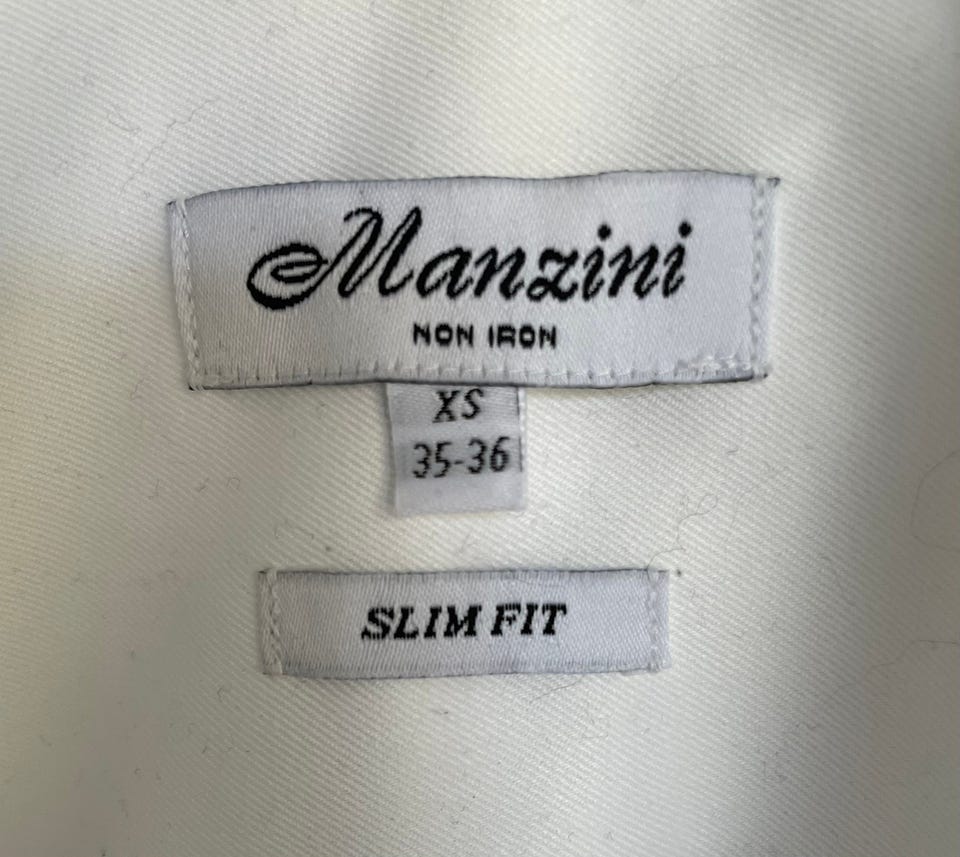 Manzini
NON IRON
XS
35-36
SLIM FIT